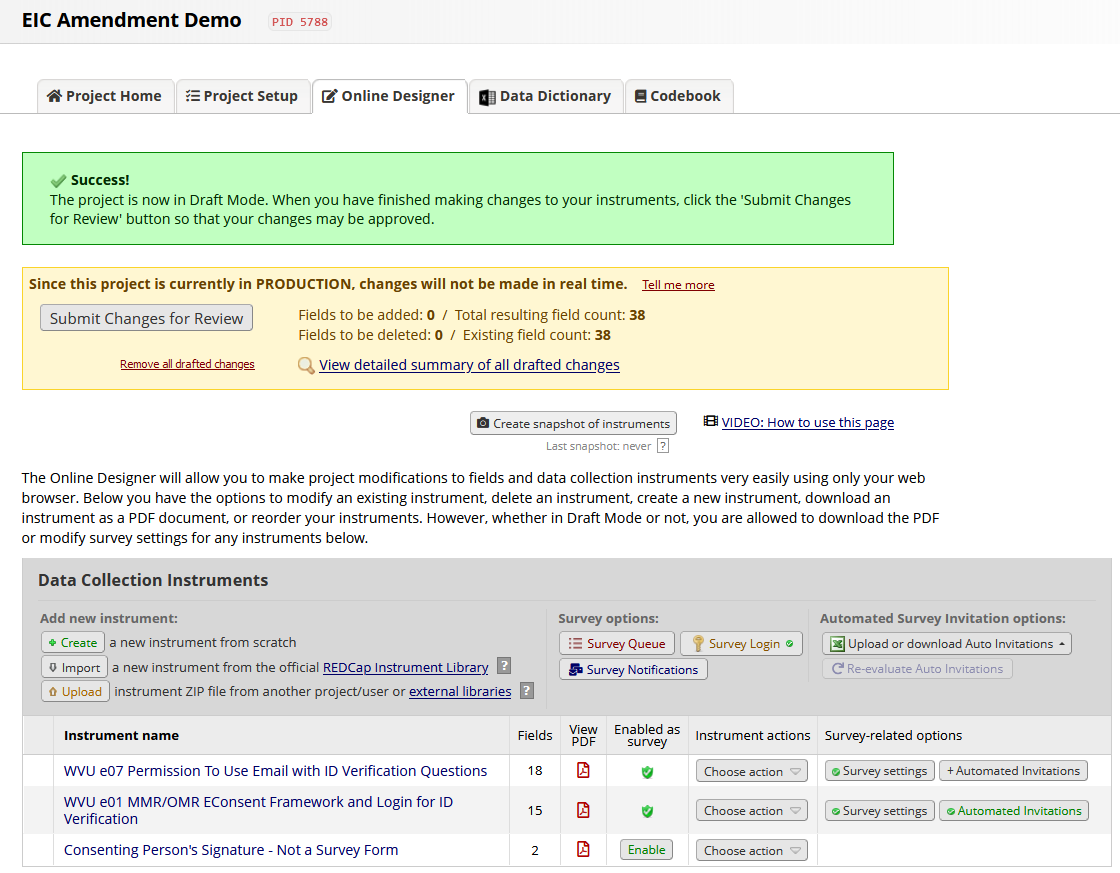 EIC Amendment Demo PID 5788
Project Home Project Setup Online Designer Data Dictionary Codebook
Success!
The project is now in Draft Mode. When you have finished making changes to your instruments, click the 'Submit Changes
for Review' button so that your changes may be approved.
Since this project is currently in PRODUCTION, changes will not be made in real time. Tell me more
Submit Changes for Review
Remove all drafted changes
Fields to be added: 0 / Total resulting field count: 38
Fields to be deleted: 0 / Existing field count: 38
View detailed summary of all drafted changes
Create snapshot of instruments
Last snapshot: never ?
VIDEO: How to use this page
The Online Designer will allow you to make project modifications to fields and data collection instruments very easily using only your web
browser. Below you have the options to modify an existing instrument, delete an instrument, create a new instrument, download an
instrument as a PDF document, or reorder your instruments. However, whether in Draft Mode or not, you are allowed to download the PDF
or modify survey settings for any instruments below.
Data Collection Instruments
Add new instrument:
+ Create a new instrument from scratch
Import a new instrument from the official REDCap Instrument Library ?
Upload instrument ZIP file from another project/user or external libraries ?
Survey options:
Survey Queue Survey Login
Survey Notifications
Automated Survey Invitation options:
Upload or download Auto Invitations
Re-evaluate Auto Invitations
Instrument name Fields View PDF Enabled as survey Instrument actions Survey-related options
WVU e07 Permission To Use Email with ID Verification Questions 18 Choose action Survey settings + Automated Invitations
WVU e01 MMR/OMR EConsent Framework and Login for ID
Verification 15 Choose action Survey settings Automated Invitations
Consenting Person's Signature - Not a Survey Form 2 Enable Choose action